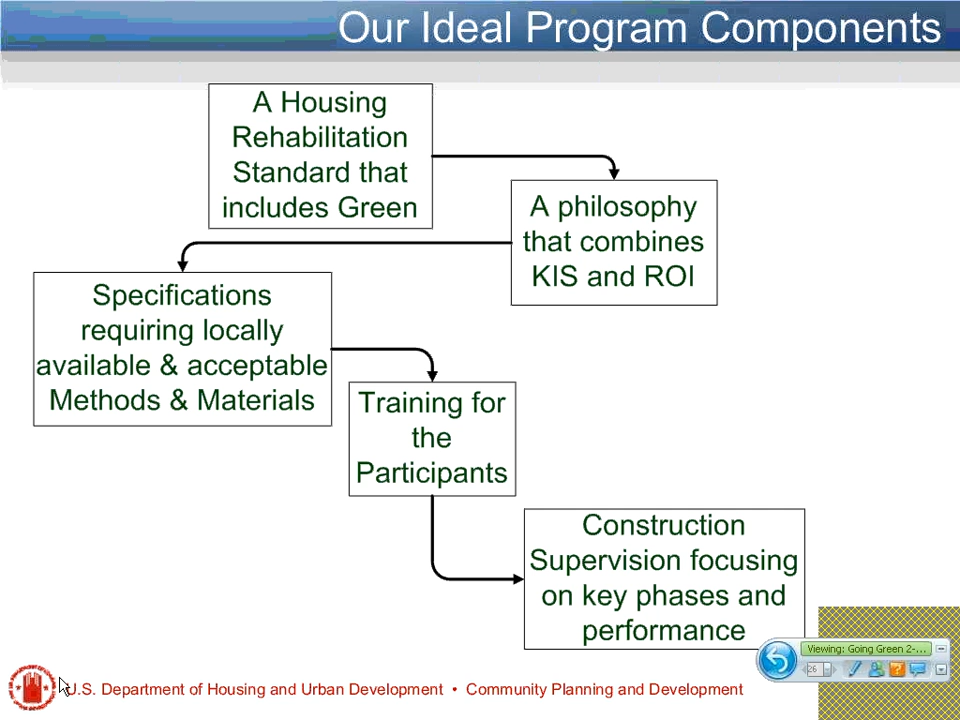 Our Ideal Program Components
A Housing
Rehabilitation
Standard that
includes Green
A philosophy
that combines
KIS and ROI
Specifications
requiring locally
available & acceptable
Methods & Materials
Training for
the
Participants
Construction
Supervision focusing
on key phases and
performance
Viewing: Going Green 2-...
26
U.S. Department of Housing and Urban Development • Community Planning and Development